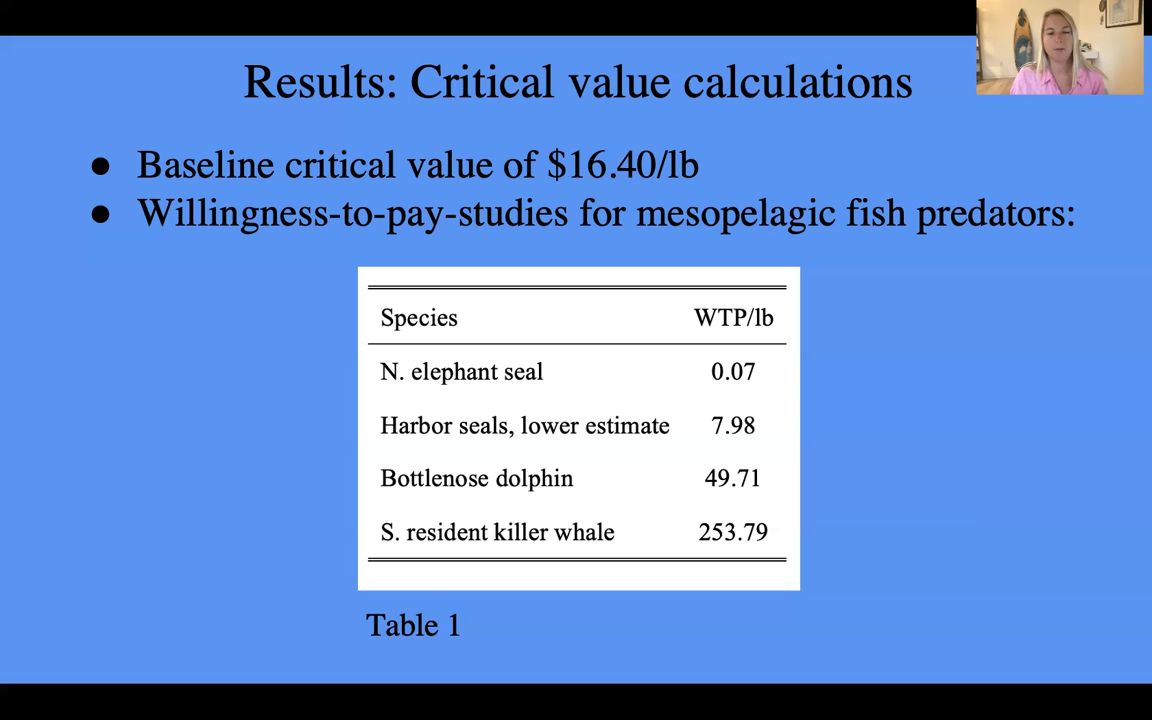 Results: Critical value calculations
● Baseline critical value of $16.40/lb
● Willingness-to-pay-studies for mesopelagic fish predators:
Species WTP/lb
N. elephant seal 0.07
Harbor seals, lower estimate 7.98
Bottlenose dolphin 49.71
S. resident killer whale 253.79
Table 1